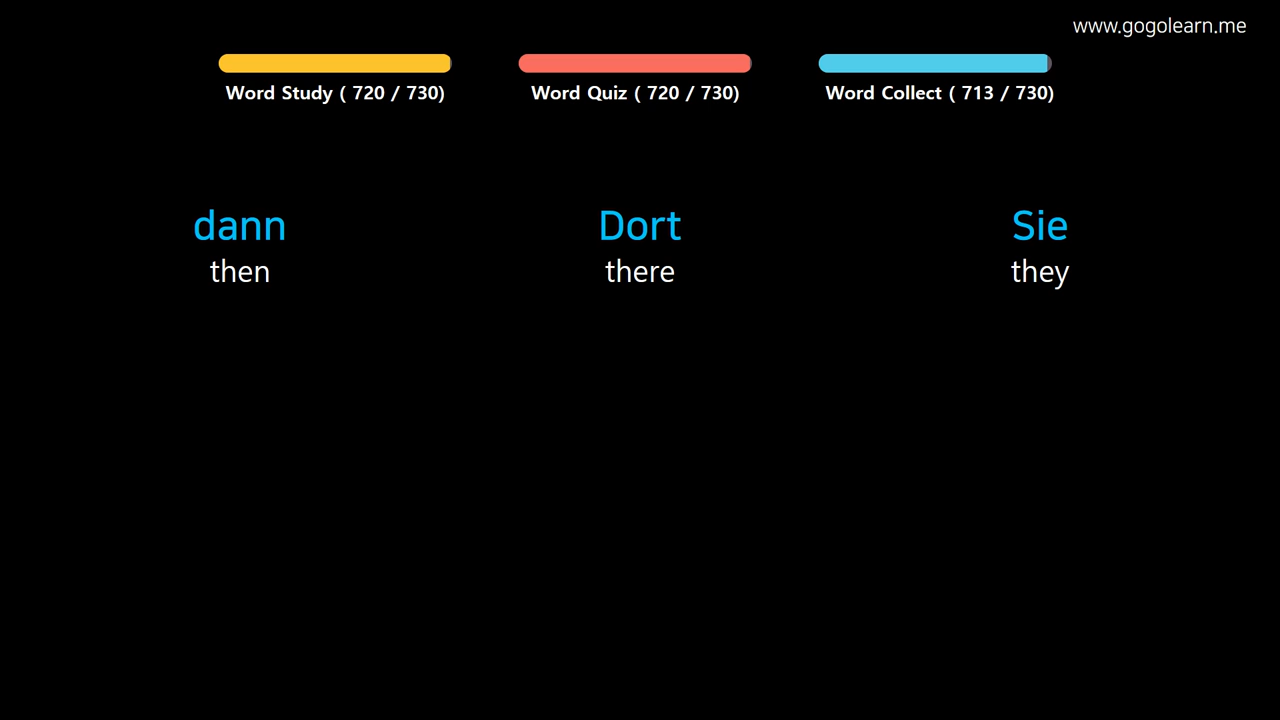 www.gogolearn.me
Word Study ( 720 / 730)
Word Quiz ( 720 / 730)
Word Collect ( 713 / 730)
dann
then
Dort
there
Sie
they